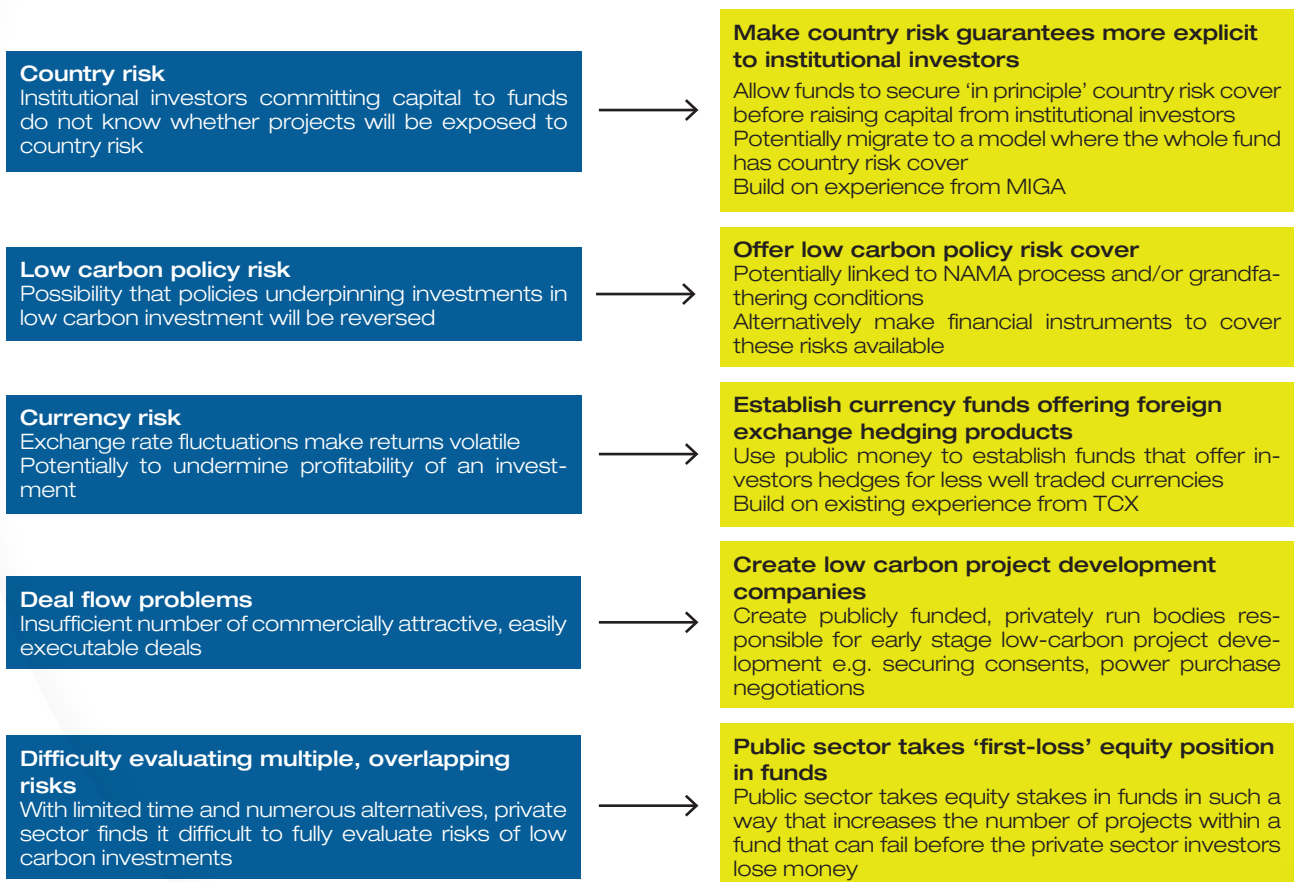 Country risk
Institutional investors committing capital to funds
do not know whether projects will be exposed to
country risk
Make country risk guarantees more explicit
to institutional investors
Allow funds to secure ‘in principle’ country risk cover
before raising capital from institutional investors
Potentially migrate to a model where the whole fund
has country risk cover
Build on experience from MIGA
Low carbon policy risk
Possibility that policies underpinning investments in
low carbon investment will be reversed
Offer low carbon policy risk cover
Potentially linked to NAMA process and/or grandfa-
thering conditions
Alternatively make financial instruments to cover
these risks available
Currency risk
Exchange rate fluctuations make returns volatile
Potentially to undermine profitability of an invest-
ment
Establish currency funds offering foreign
exchange hedging products
Use public money to establish funds that offer in-
vestors hedges for less well traded currencies
Build on existing experience from TCX
Deal flow problems
Insufficient number of commercially attractive, easily
executable deals
Create low carbon project development
companies
Create publicly funded, privately run bodies res-
ponsible for early stage low-carbon project deve-
lopment e.g. securing consents, power purchase
negotiations
Difficulty evaluating multiple, overlapping
risks
With limited time and numerous alternatives, private
sector finds it difficult to fully evaluate risks of low
carbon investments
Public sector takes ‘first-loss’ equity position
in funds
Public sector takes equity stakes in funds in such a
way that increases the number of projects within a
fund that can fail before the private sector investors
lose money